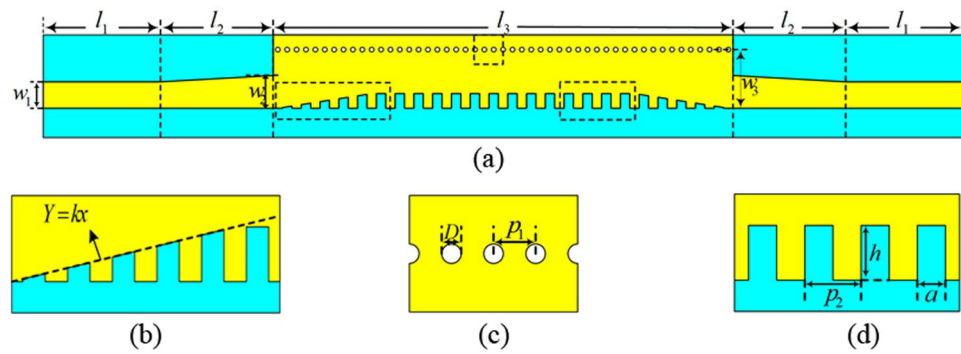 l1 l2 l3 l2 l1
w1 w2 w3
(a)
Y=kx D p1 h p2 a
(b) (c) (d)